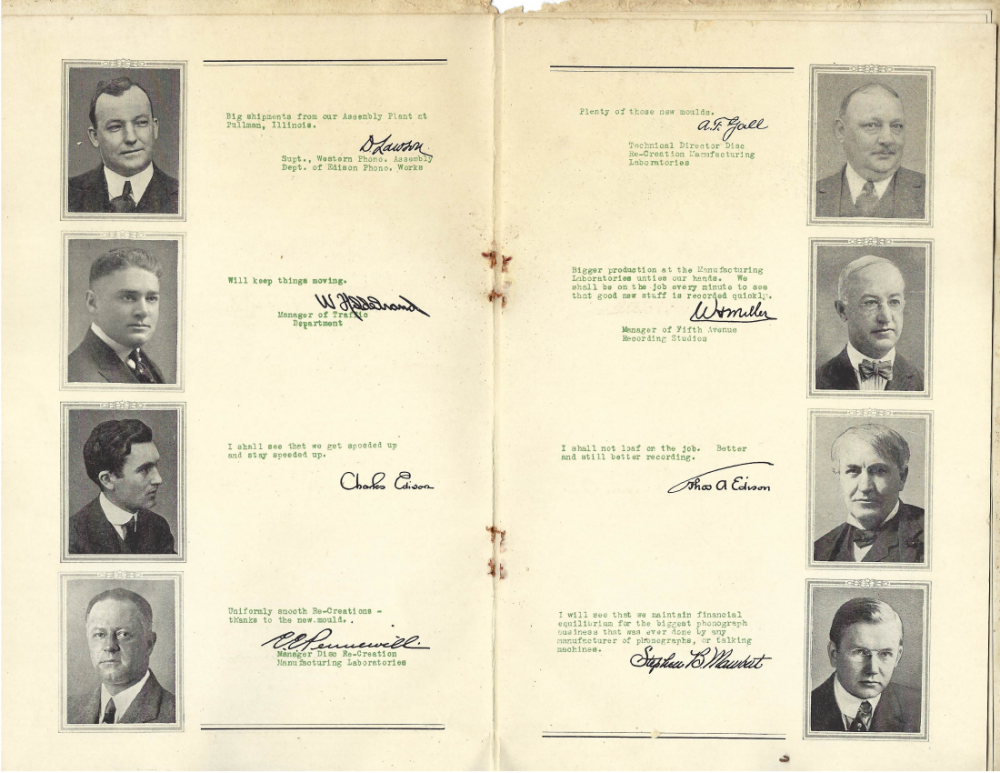 Big shipments from our Assembly Plant at
Pullman, Illinois.
D Lawson
Supt., Western Phono. Assembly
Dept. of Edison Phono. Works
Will keep things moving.
W Hildebrand
Manager of Traffic
Department
I shall see that we get speeded up
and stay speeded up.
Charles Edison
Uniformly smooth Re-Creations -
thanks to the new mould..
Manager Disc Re-Creation
Manufacturing Laboratories
Plenty of those new moulds.
A.T.
Technical Director Disc
Re-Creation Manufacturing
Laboratories
Bigger production at the Manufacturing
Laboratories unties our hands. We
shall be on the job every minute to see
that good new stuff is recorded quickly.
WH Miller
Manager of Fifth Avenue
Recording Studios
I shall not loaf on the job. Better
and still better recording.
Thos A Edison
I will see that we maintain financial
equilibrium for the biggest phonograph
business that was ever done by any
manufacturer of phonographs, or talking
machines.
Stephen B Mambert